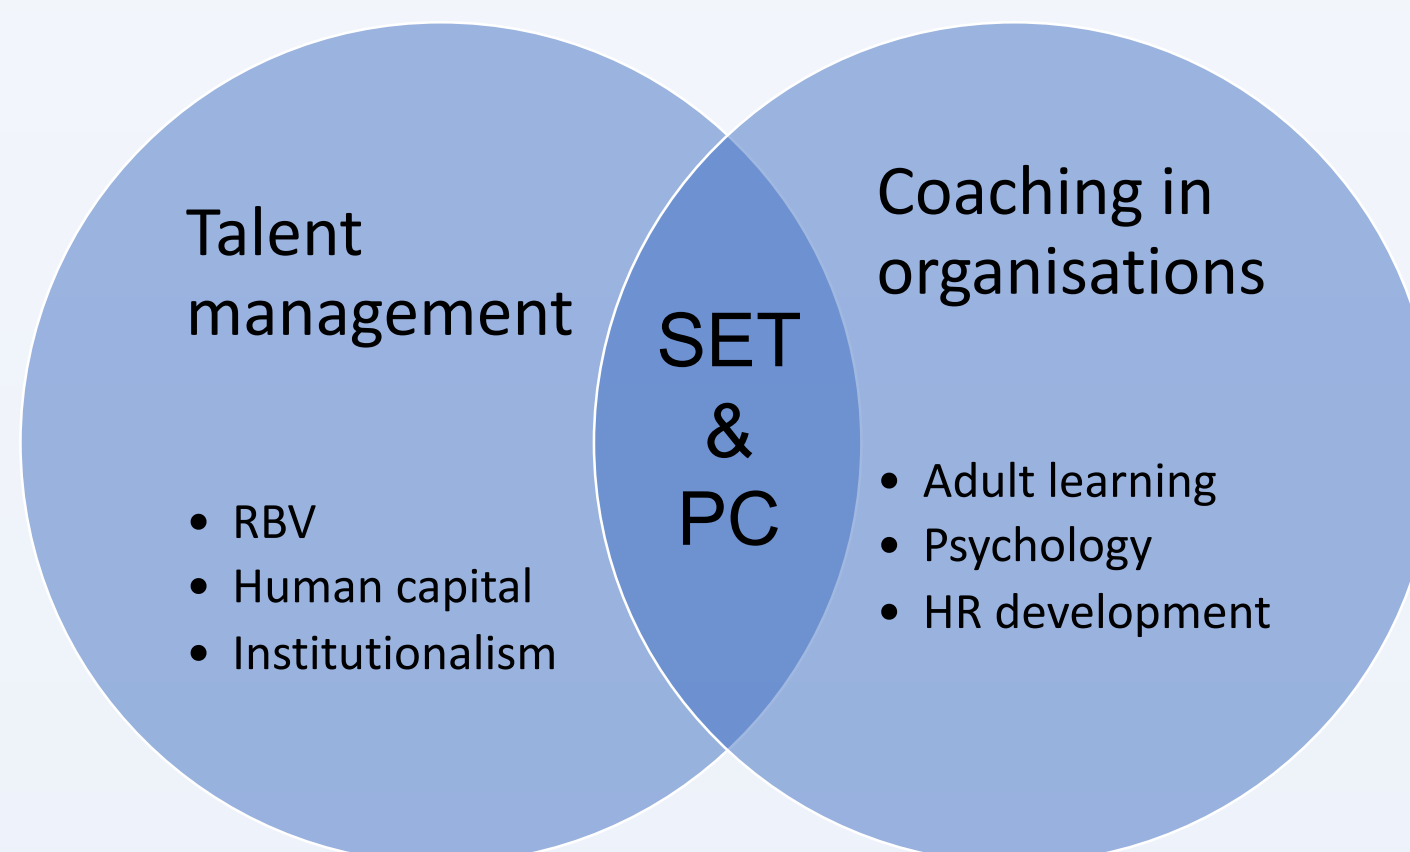 Talent
management
• RBV
• Human capital
• Institutionalism
SET
&
PC
Coaching in
organisations
• Adult learning
• Psychology
• HR development